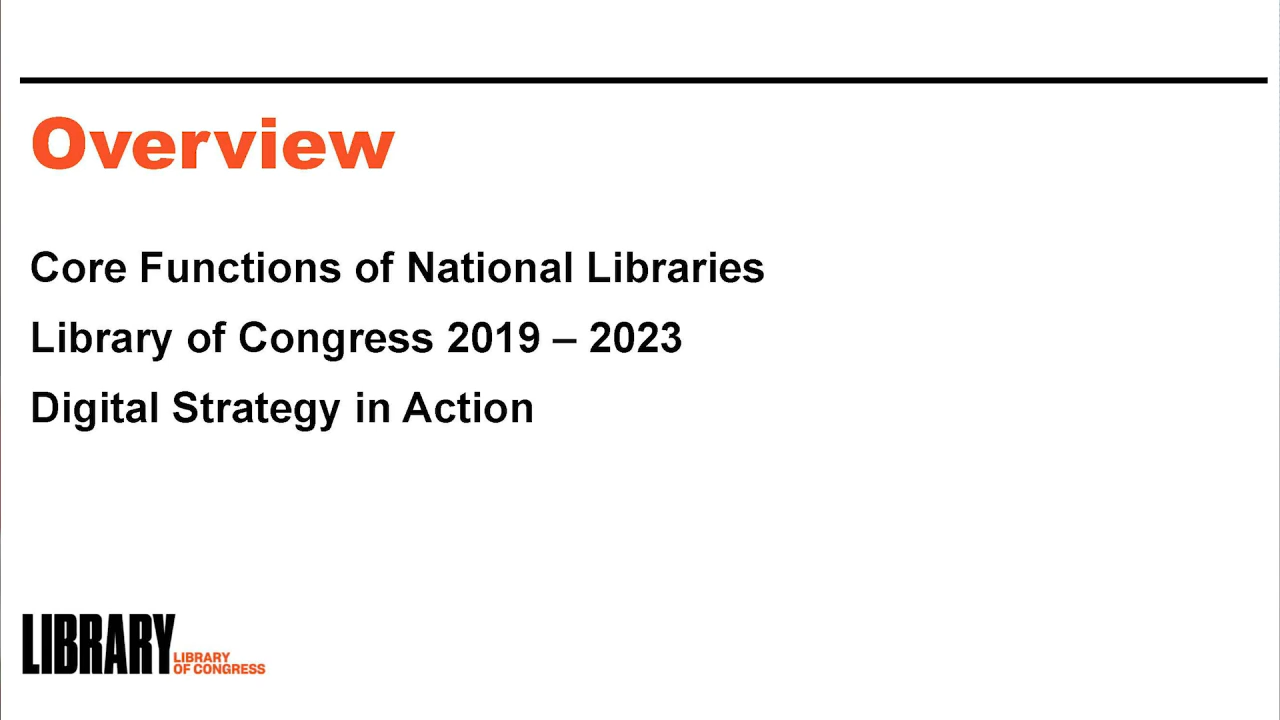 Overview
Core Functions of National Libraries
Library of Congress 2019 – 2023
Digital Strategy in Action
LIBRARY
LIBRARY
OF CONGRESS